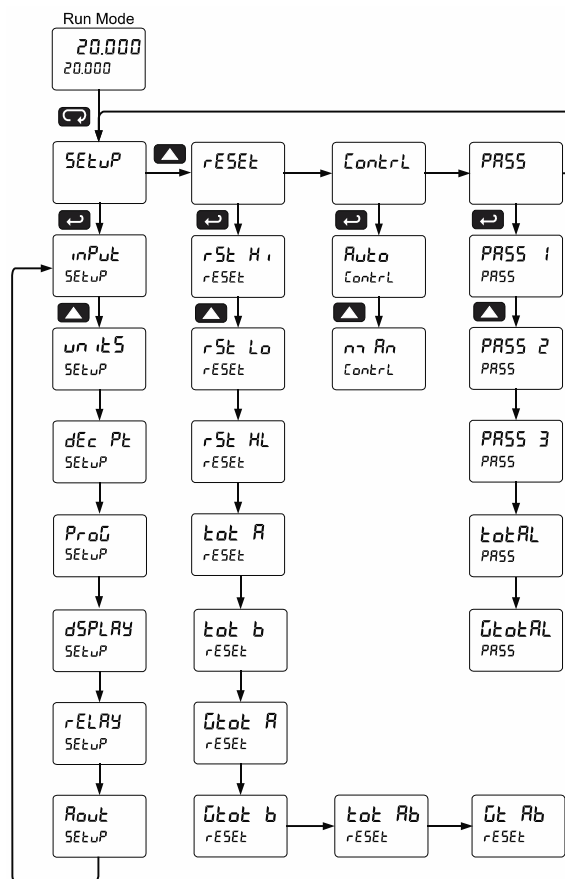 Run Mode
20.000
20.000
SEtuP
rESEt
ContrL
PASS
inPut
SEtuP
rSt Hi
rESEt
Auto
ContrL
PASS 1
PASS
unitS
SEtuP
rSt Lo
rESEt
mAn
ContrL
PASS 2
PASS
dEc Pt
SEtuP
rSt HL
rESEt
PASS 3
PASS
ProG
SEtuP
tot A
rESEt
totAL
PASS
dSPLAY
SEtuP
tot b
rESEt
GtotAL
PASS
rELAY
SEtuP
Gtot A
rESEt
Aout
SEtuP
Gtot b
rESEt
tot Ab
rESEt
Gt Ab
rESEt